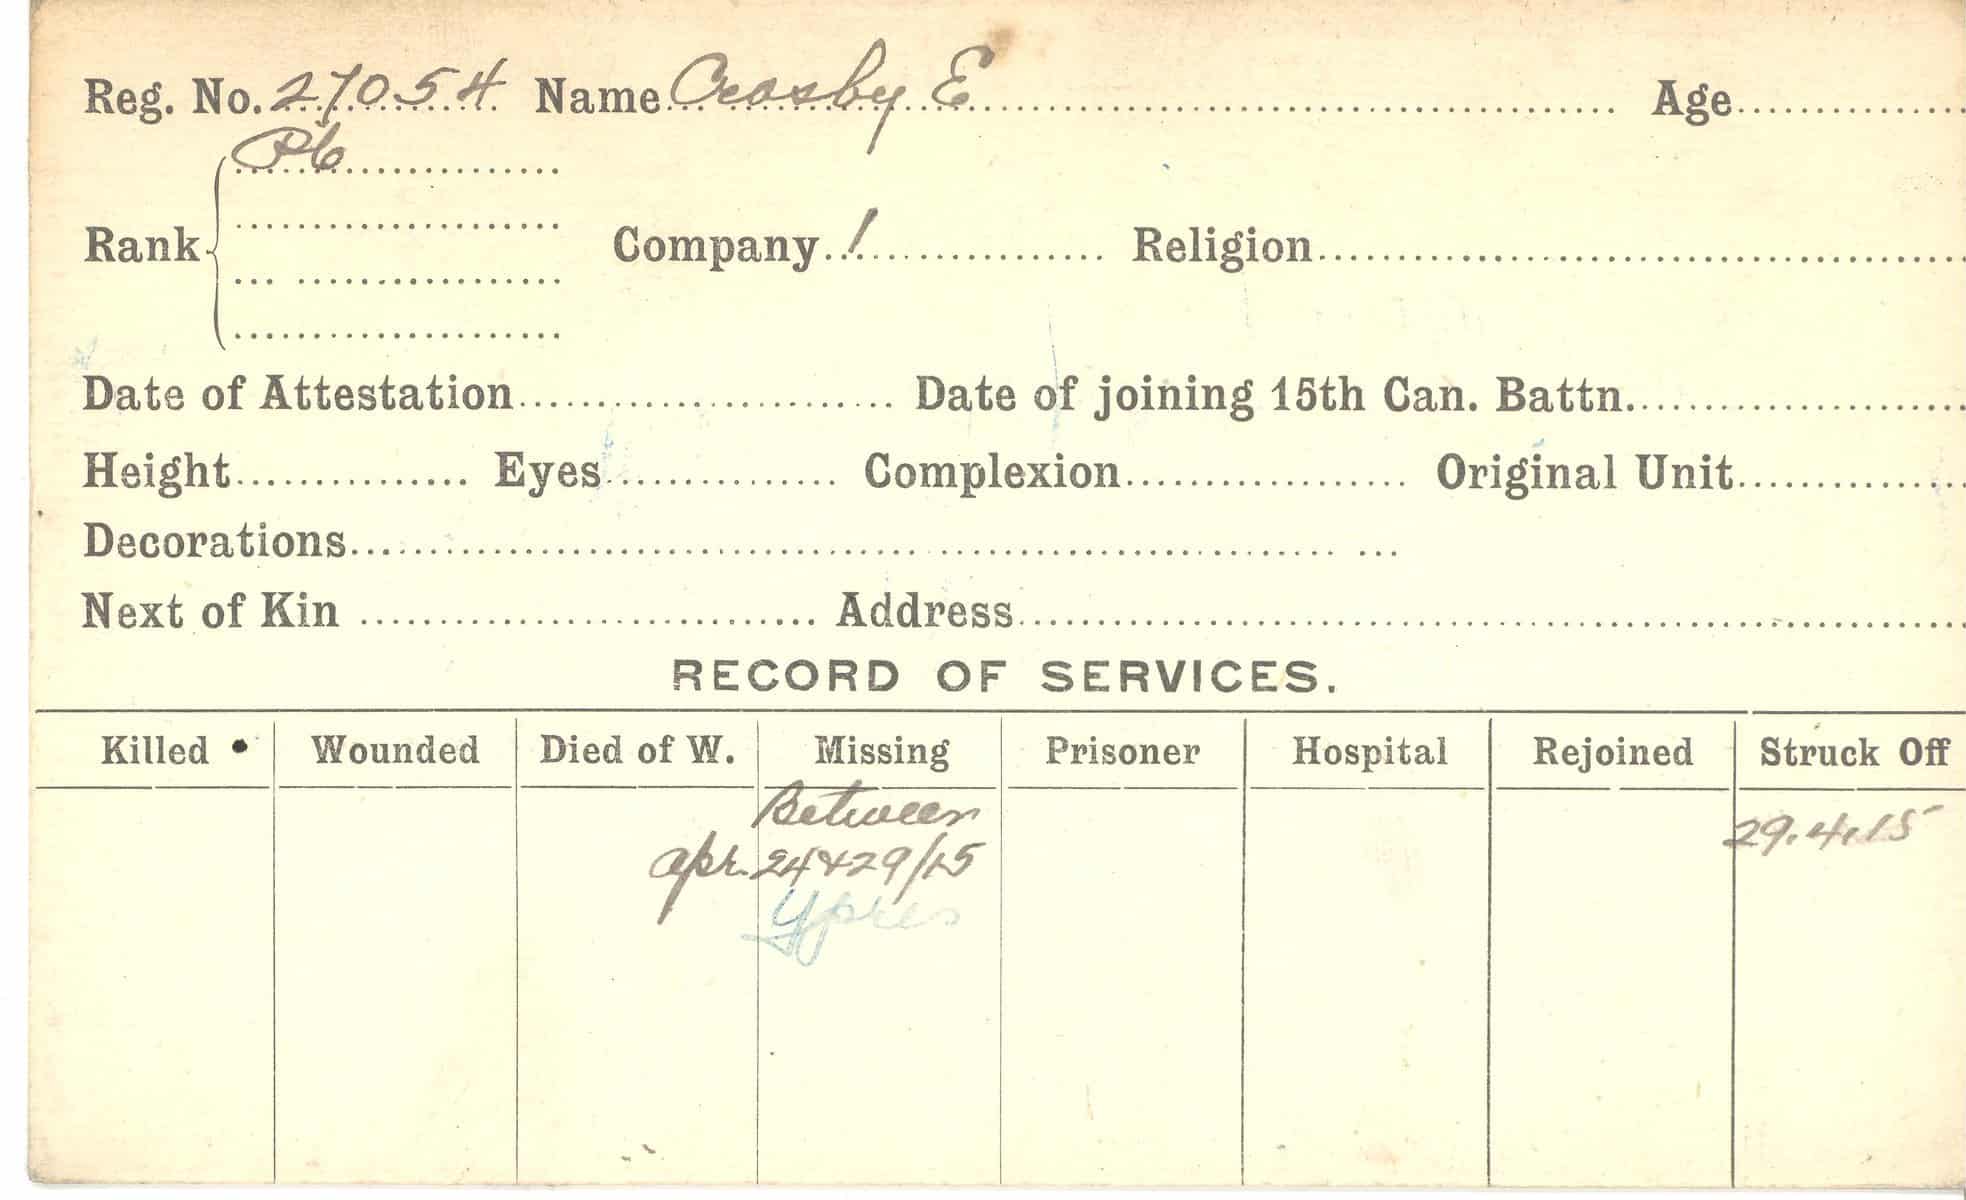 Reg. No. 27054 Name Crosby E Age
Pte
Rank Company 1 Religion
Date of Attestation Date of joining 15th Can. Battn.
Height Eyes Complexion Original Unit
Decorations
Next of Kin Address
RECORD OF SERVICES.
Killed Wounded Died of W. Missing Prisoner Hospital Rejoined Struck Off
Between
Apr. 24 & 29/15 29.4.15
Ypres